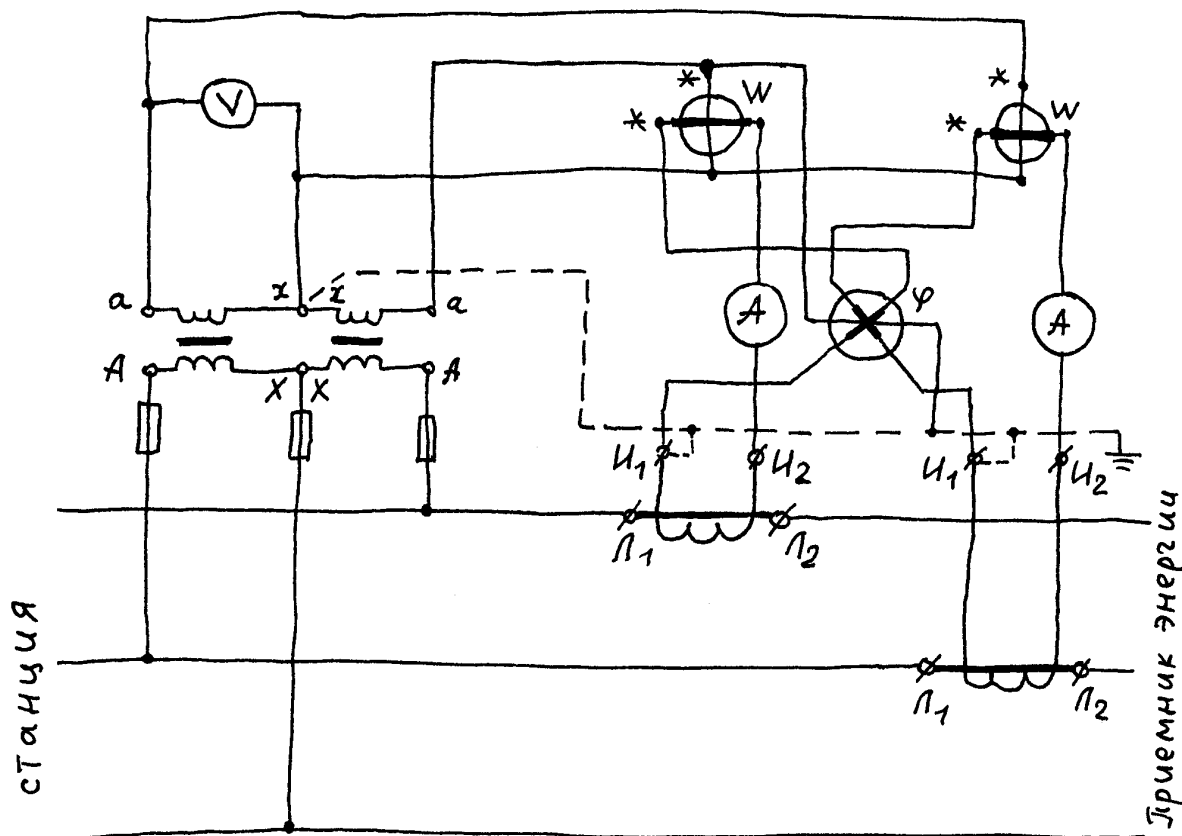 * W
* W
V
*
*
а х х а
А φ А
А Х Х А
И₁ И₂ И₁ И₂
Л₁ Л₂
Л₁ Л₂
станция
Приемник энергии